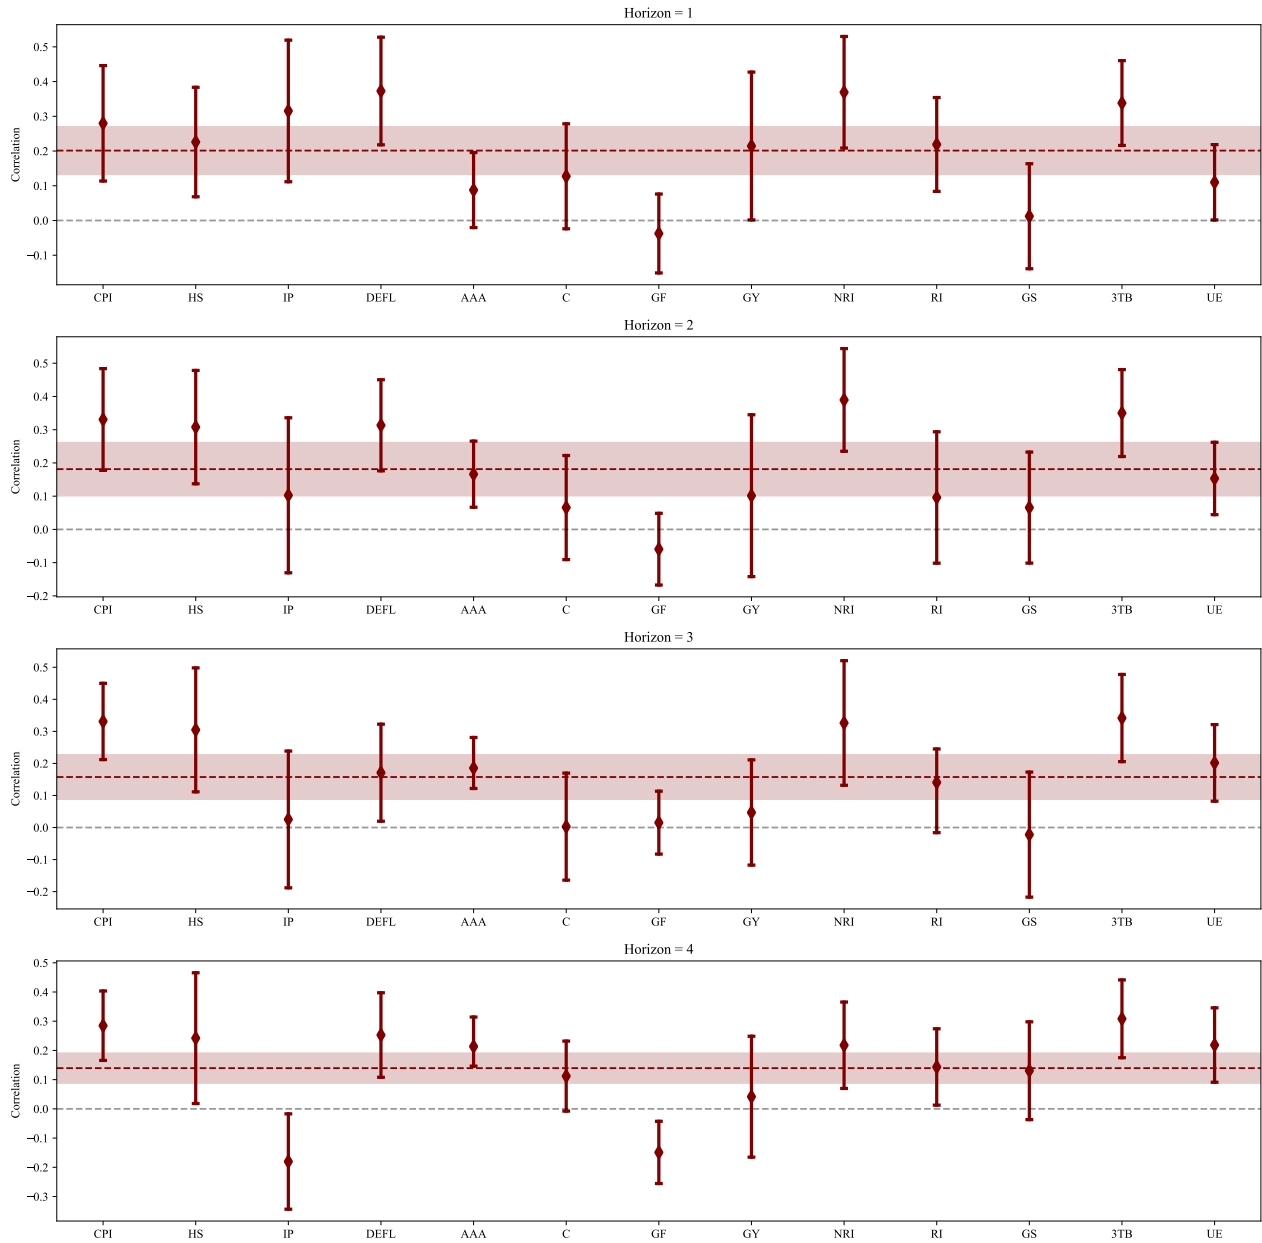 Horizon = 1
Correlation
0.5
0.4
0.3
0.2
0.1
0.0
−0.1
CPI HS IP DEFL AAA C GF GY NRI RI GS 3TB UE
Horizon = 2
Correlation
0.5
0.4
0.3
0.2
0.1
0.0
−0.1
−0.2
CPI HS IP DEFL AAA C GF GY NRI RI GS 3TB UE
Horizon = 3
Correlation
0.5
0.4
0.3
0.2
0.1
0.0
−0.1
−0.2
CPI HS IP DEFL AAA C GF GY NRI RI GS 3TB UE
Horizon = 4
Correlation
0.5
0.4
0.3
0.2
0.1
0.0
−0.1
−0.2
−0.3
CPI HS IP DEFL AAA C GF GY NRI RI GS 3TB UE